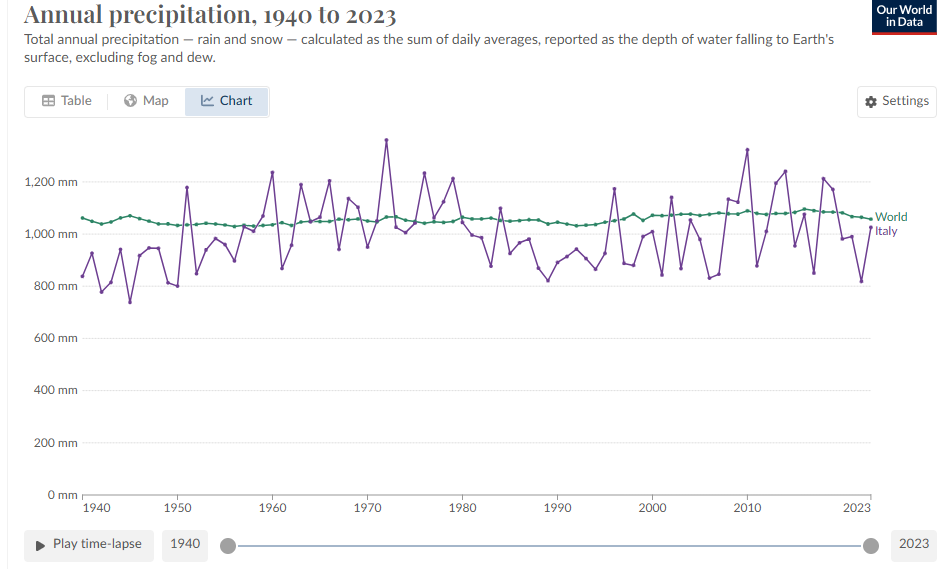 Annual precipitation, 1940 to 2023
Our World
in Data
Total annual precipitation — rain and snow — calculated as the sum of daily averages, reported as the depth of water falling to Earth's
surface, excluding fog and dew.
Table
Map
Chart
Settings
1,200 mm
1,000 mm
800 mm
600 mm
400 mm
200 mm
0 mm
World
Italy
1940
1950
1960
1970
1980
1990
2000
2010
2023
Play time-lapse
1940
2023